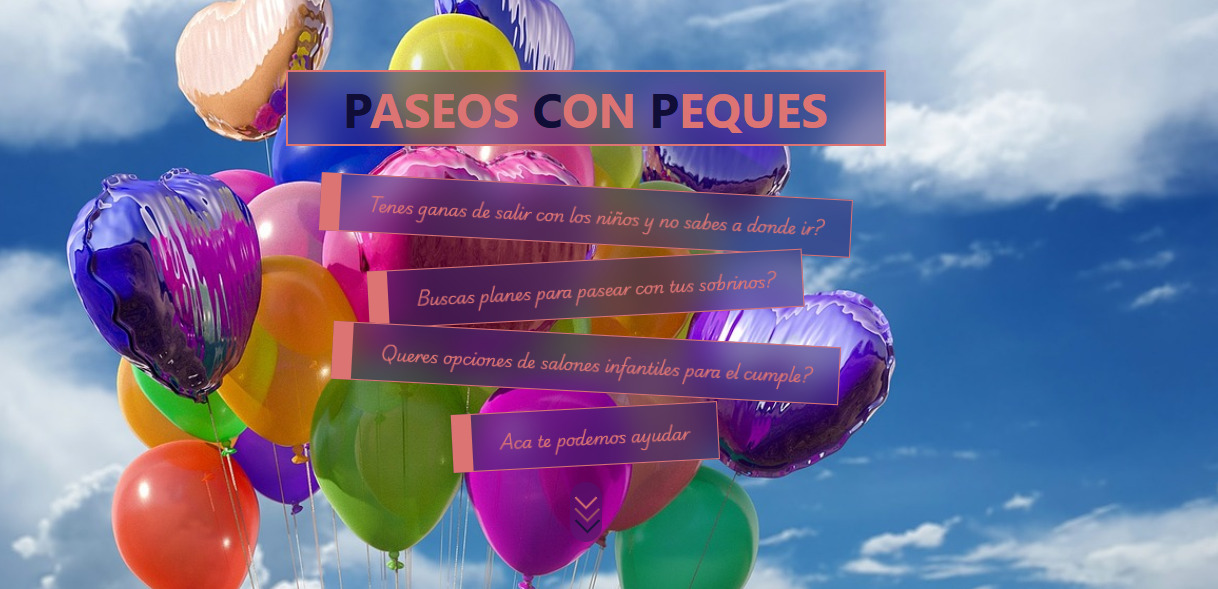 PASEOS CON PEQUES
Tenes ganas de salir con los niños y no sabes a donde ir?
Buscas planes para pasear con tus sobrinos?
Queres opciones de salones infantiles para el cumple?
Aca te podemos ayudar